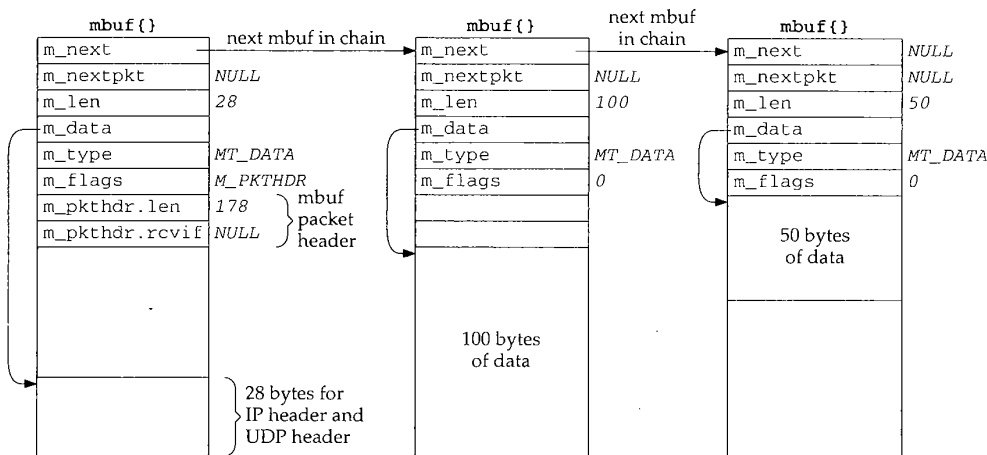 mbuf{}
m_next
m_nextpkt NULL
m_len 28
m_data
m_type MT_DATA
m_flags M_PKTHDR
m_pkthdr.len 178
m_pkthdr.rcvif NULL
mbuf
packet
header
28 bytes for
IP header and
UDP header
next mbuf in chain
mbuf{}
m_next
m_nextpkt NULL
m_len 100
m_data
m_type MT_DATA
m_flags 0
100 bytes
of data
next mbuf
in chain
mbuf{}
m_next NULL
m_nextpkt NULL
m_len 50
m_data
m_type MT_DATA
m_flags 0
50 bytes
of data